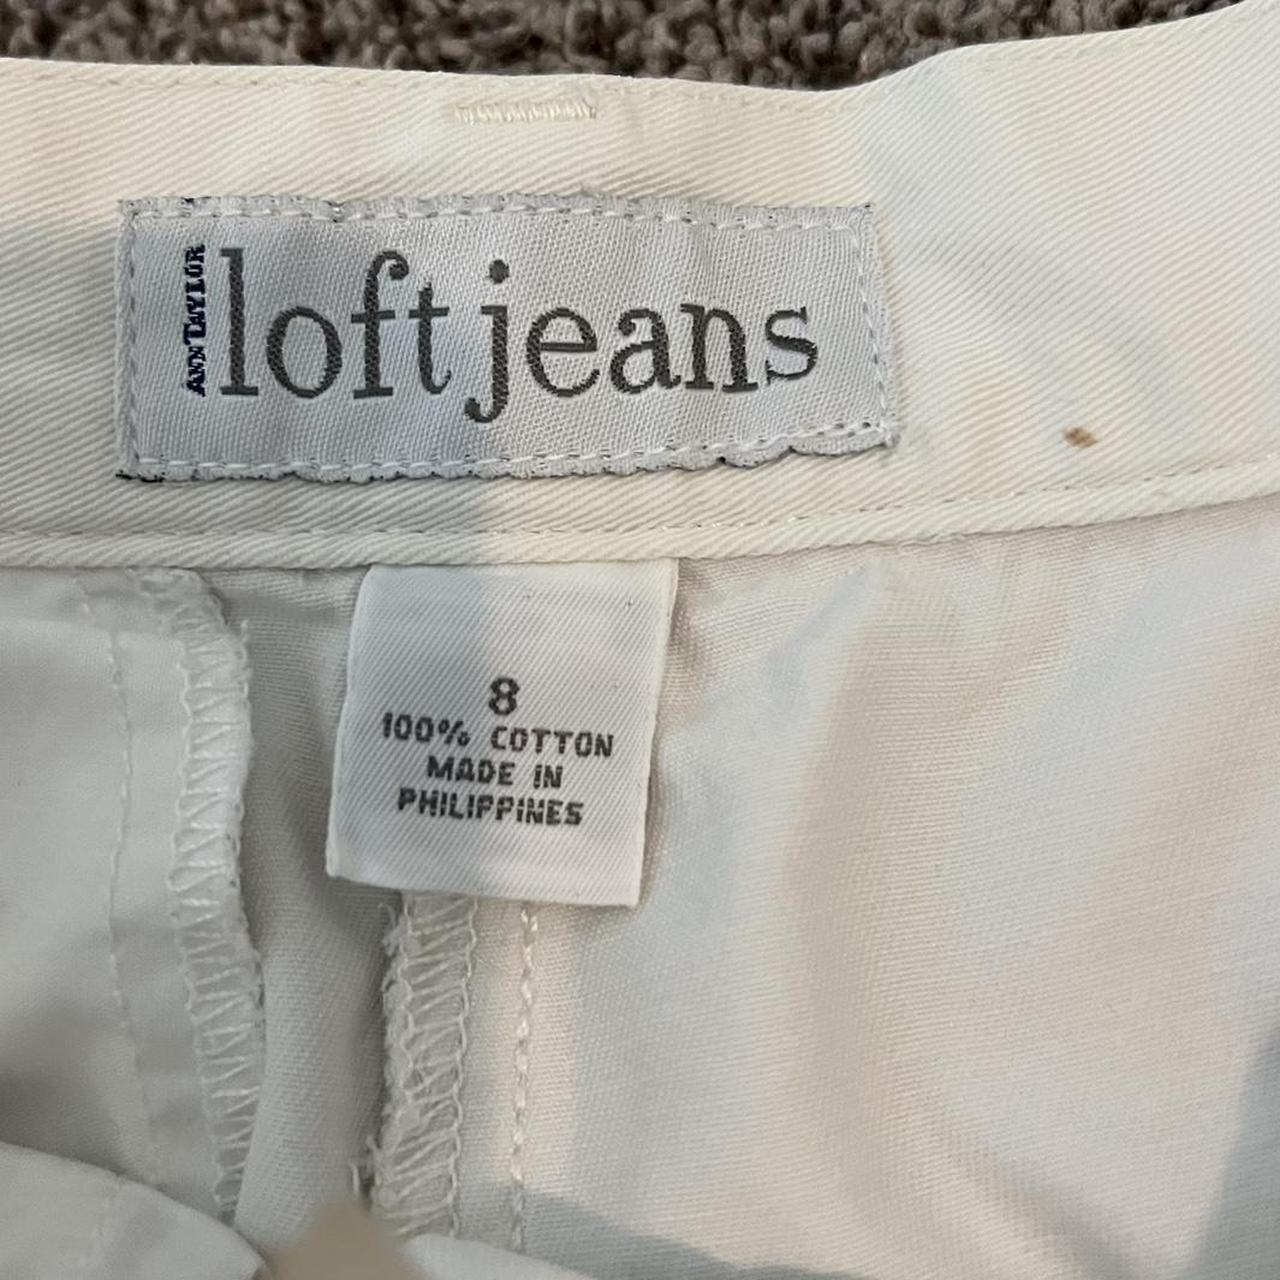 ANN TAYLOR
loft jeans
8
100% COTTON
MADE IN
PHILIPPINES